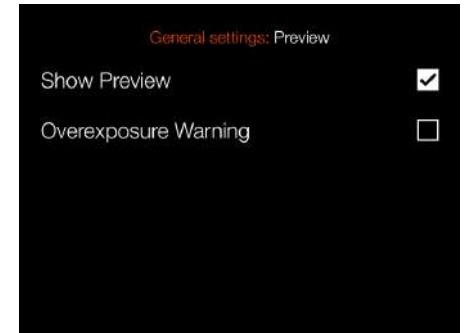 General settings: Preview
Show Preview
Overexposure Warning